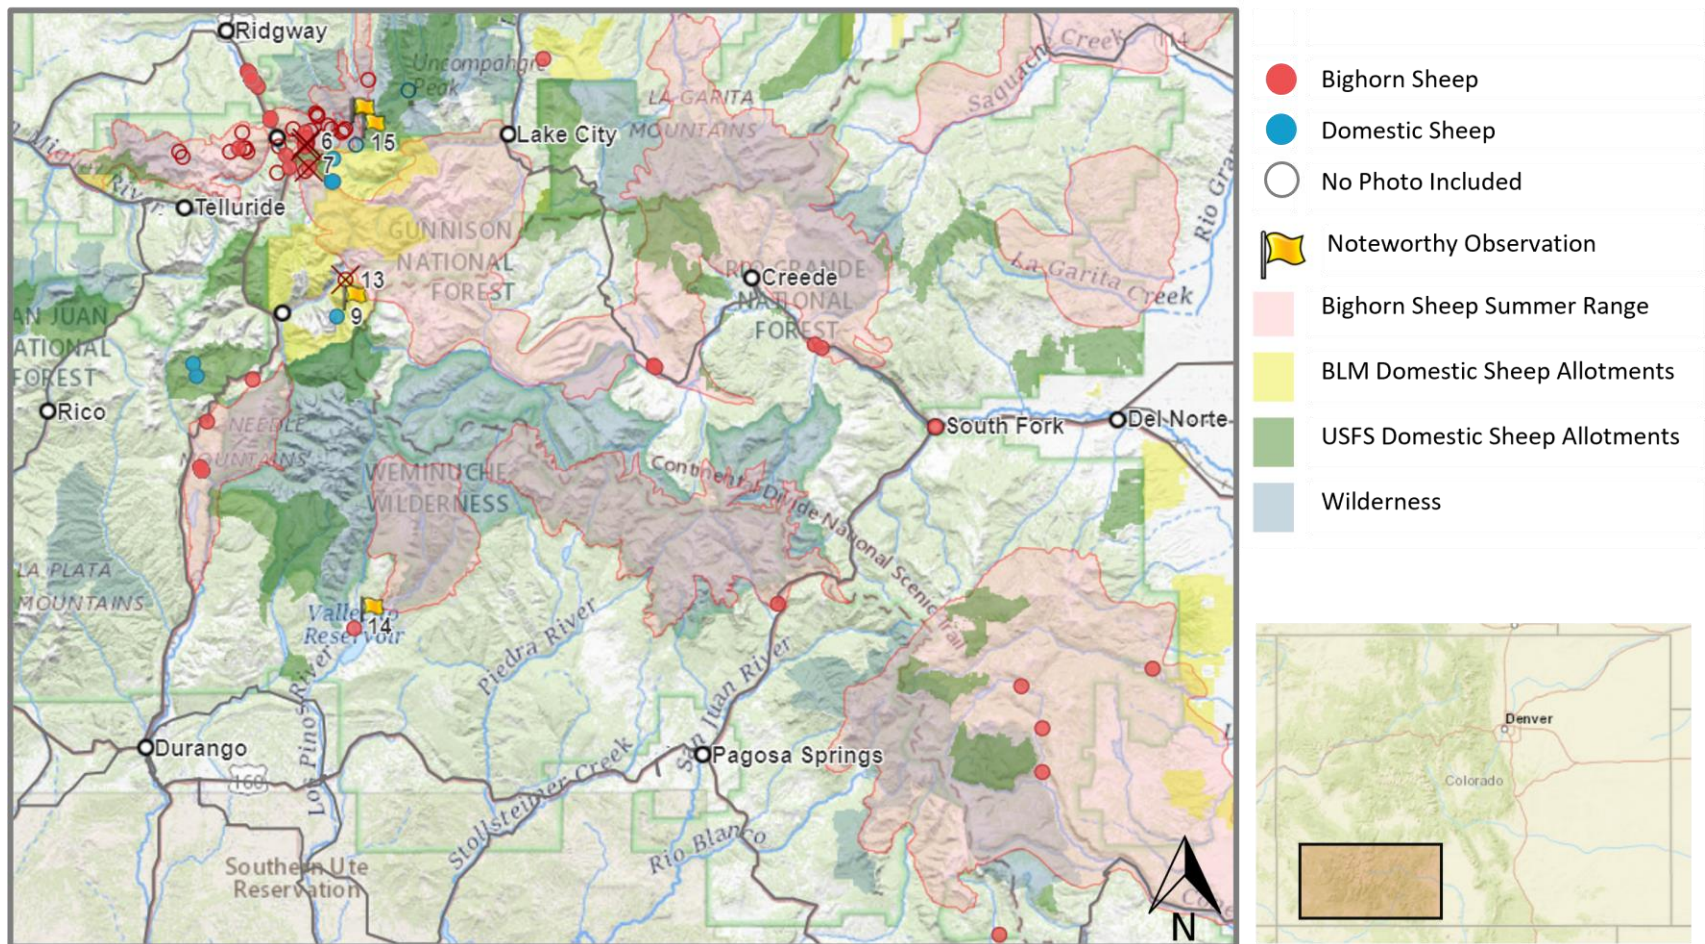 Ridgway
Uncompahgre
Peak
LA GARITA
MOUNTAINS
Saguache Creek
114
Lake City
6
15
7
River
Telluride
GUNNISON
NATIONAL
FOREST
RIO GRANDE
NATIONAL
FOREST
Creede
La Garita Creek
13
9
AN JUAN
ATIONAL
FOREST
Rico
NEEDLE
MOUNTAINS
WEMINUCHE
WILDERNESS
Continental Divide National Scenic Trail
South Fork
Del Norte
LA PLATA
MOUNTAINS
Vallecito
Reservoir
14
Piedra River
San Juan River
Los Pinos River
Durango
160
Pagosa Springs
Stollsteimer Creek
Rio Blanco
Southern Ute
Reservation
N
Bighorn Sheep
Domestic Sheep
No Photo Included
Noteworthy Observation
Bighorn Sheep Summer Range
BLM Domestic Sheep Allotments
USFS Domestic Sheep Allotments
Wilderness
Denver
Colorado